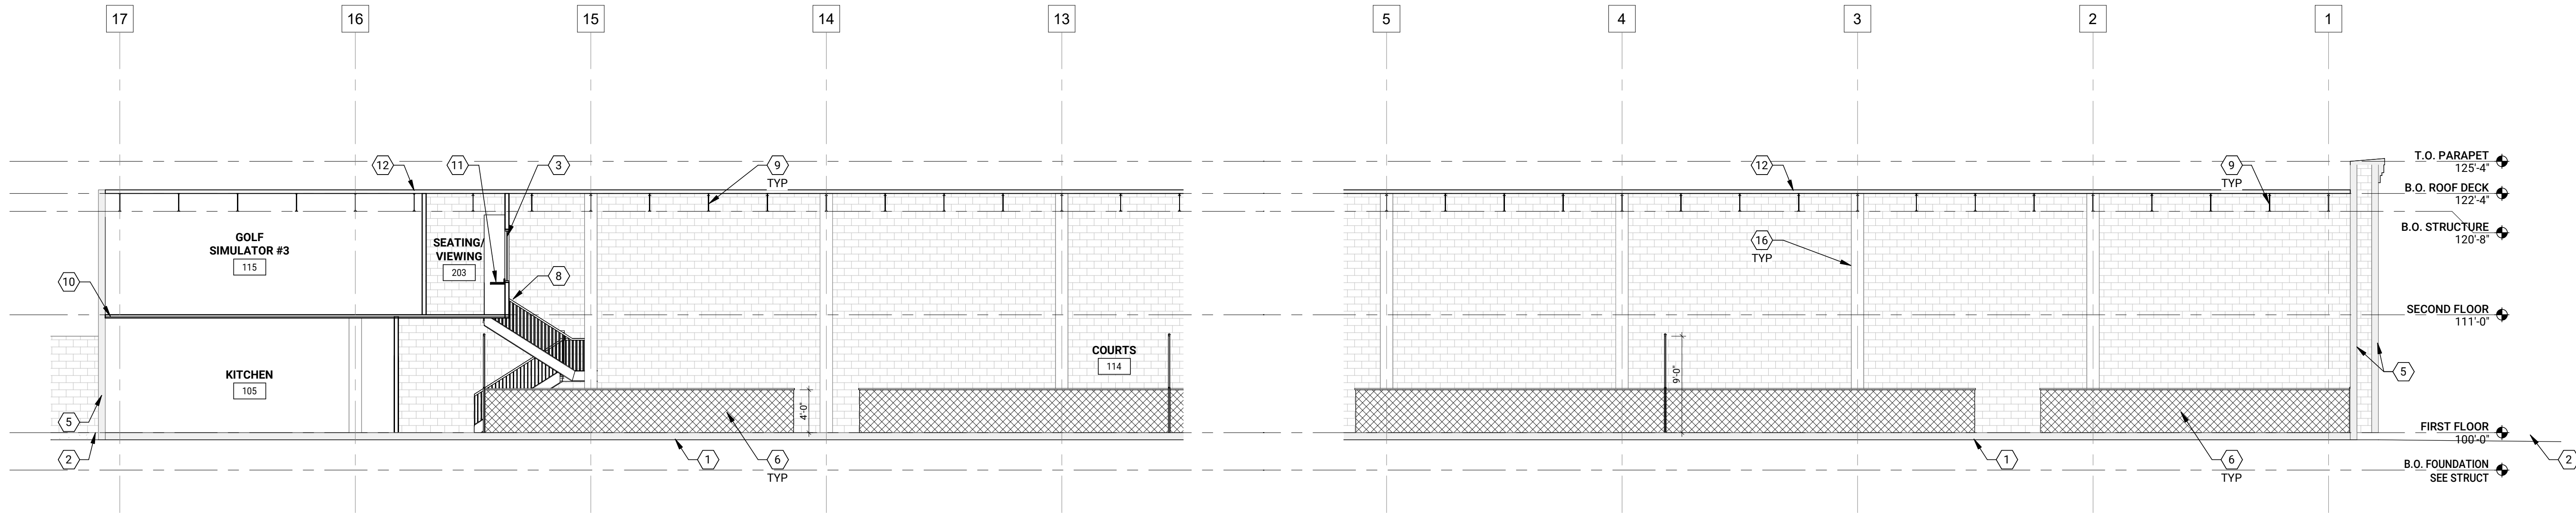 17
16
15
14
13
5
4
3
2
1
12
11
3
9
TYP
12
9
TYP
T.O. PARAPET
125'-4"
B.O. ROOF DECK
122'-4"
B.O. STRUCTURE
120'-8"
GOLF
SIMULATOR #3
115
SEATING/
VIEWING
203
16
TYP
10
8
SECOND FLOOR
111'-0"
KITCHEN
105
COURTS
114
9'-0"
5
4'-0"
5
FIRST FLOOR
100'-0"
2
1
6
TYP
1
6
TYP
2
B.O. FOUNDATION
SEE STRUCT